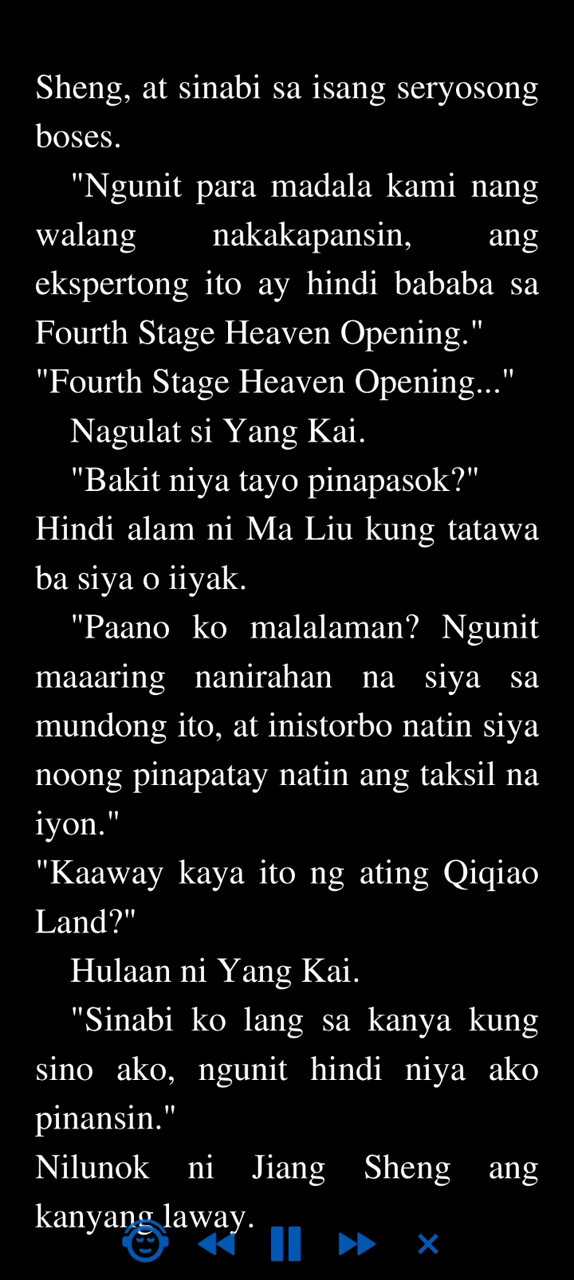 Sheng, at sinabi sa isang seryosong
boses.
"Ngunit para madala kami nang
walang nakakapansin, ang
ekspertong ito ay hindi bababa sa
Fourth Stage Heaven Opening."
"Fourth Stage Heaven Opening..."
Nagulat si Yang Kai.
"Bakit niya tayo pinapasok?"
Hindi alam ni Ma Liu kung tatawa
ba siya o iiyak.
"Paano ko malalaman? Ngunit
maaaring nanirahan na siya sa
mundong ito, at inistorbo natin siya
noong pinapatay natin ang taksil na
iyon."
"Kaaway kaya ito ng ating Qiqiao
Land?"
Hulaan ni Yang Kai.
"Sinabi ko lang sa kanya kung
sino ako, ngunit hindi niya ako
pinansin."
Nilunok ni Jiang Sheng ang
kanyang laway.